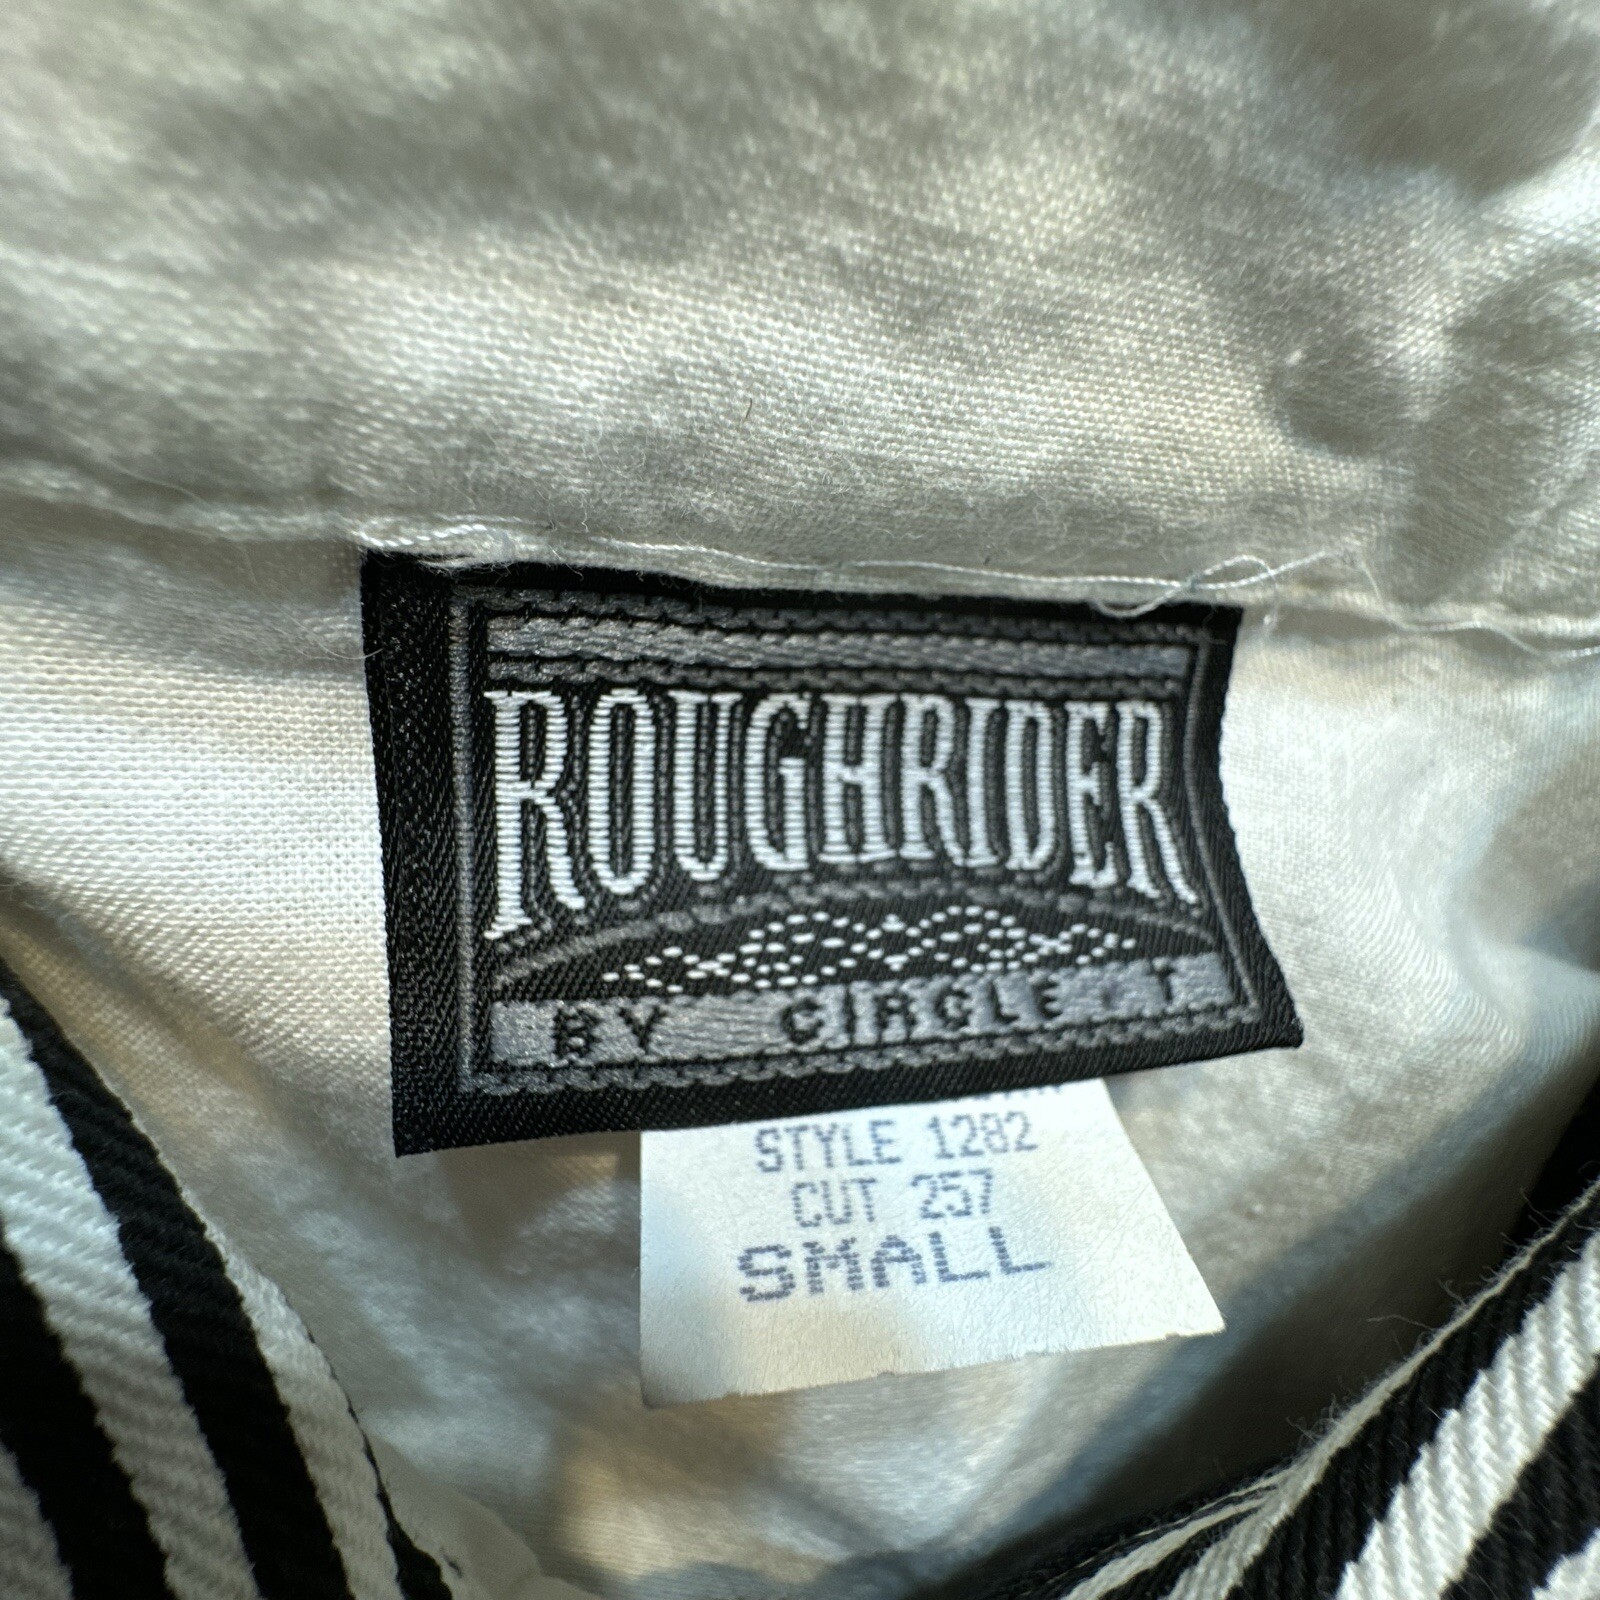 ROUGHRIDER
BY CIRCLE T
STYLE 1282
CUT 257
SMALL